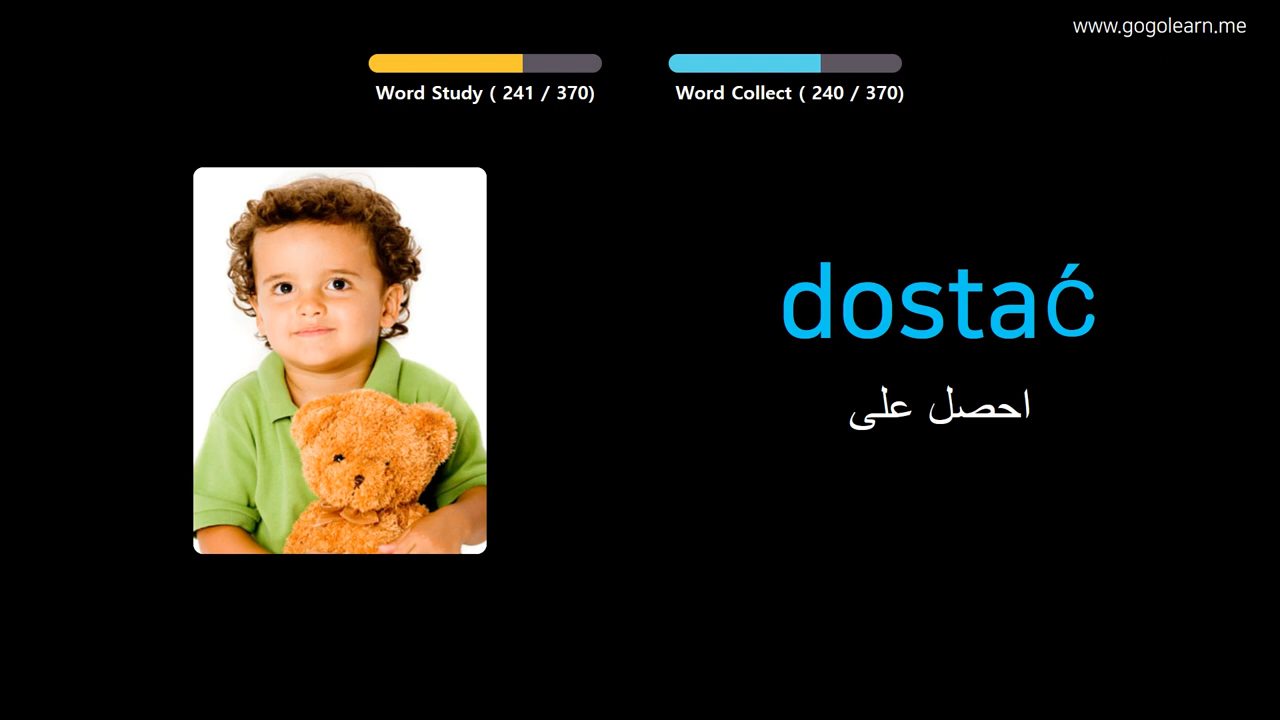 www.gogolearn.me
Word Study ( 241 / 370)
Word Collect ( 240 / 370)
dostać
احصل على